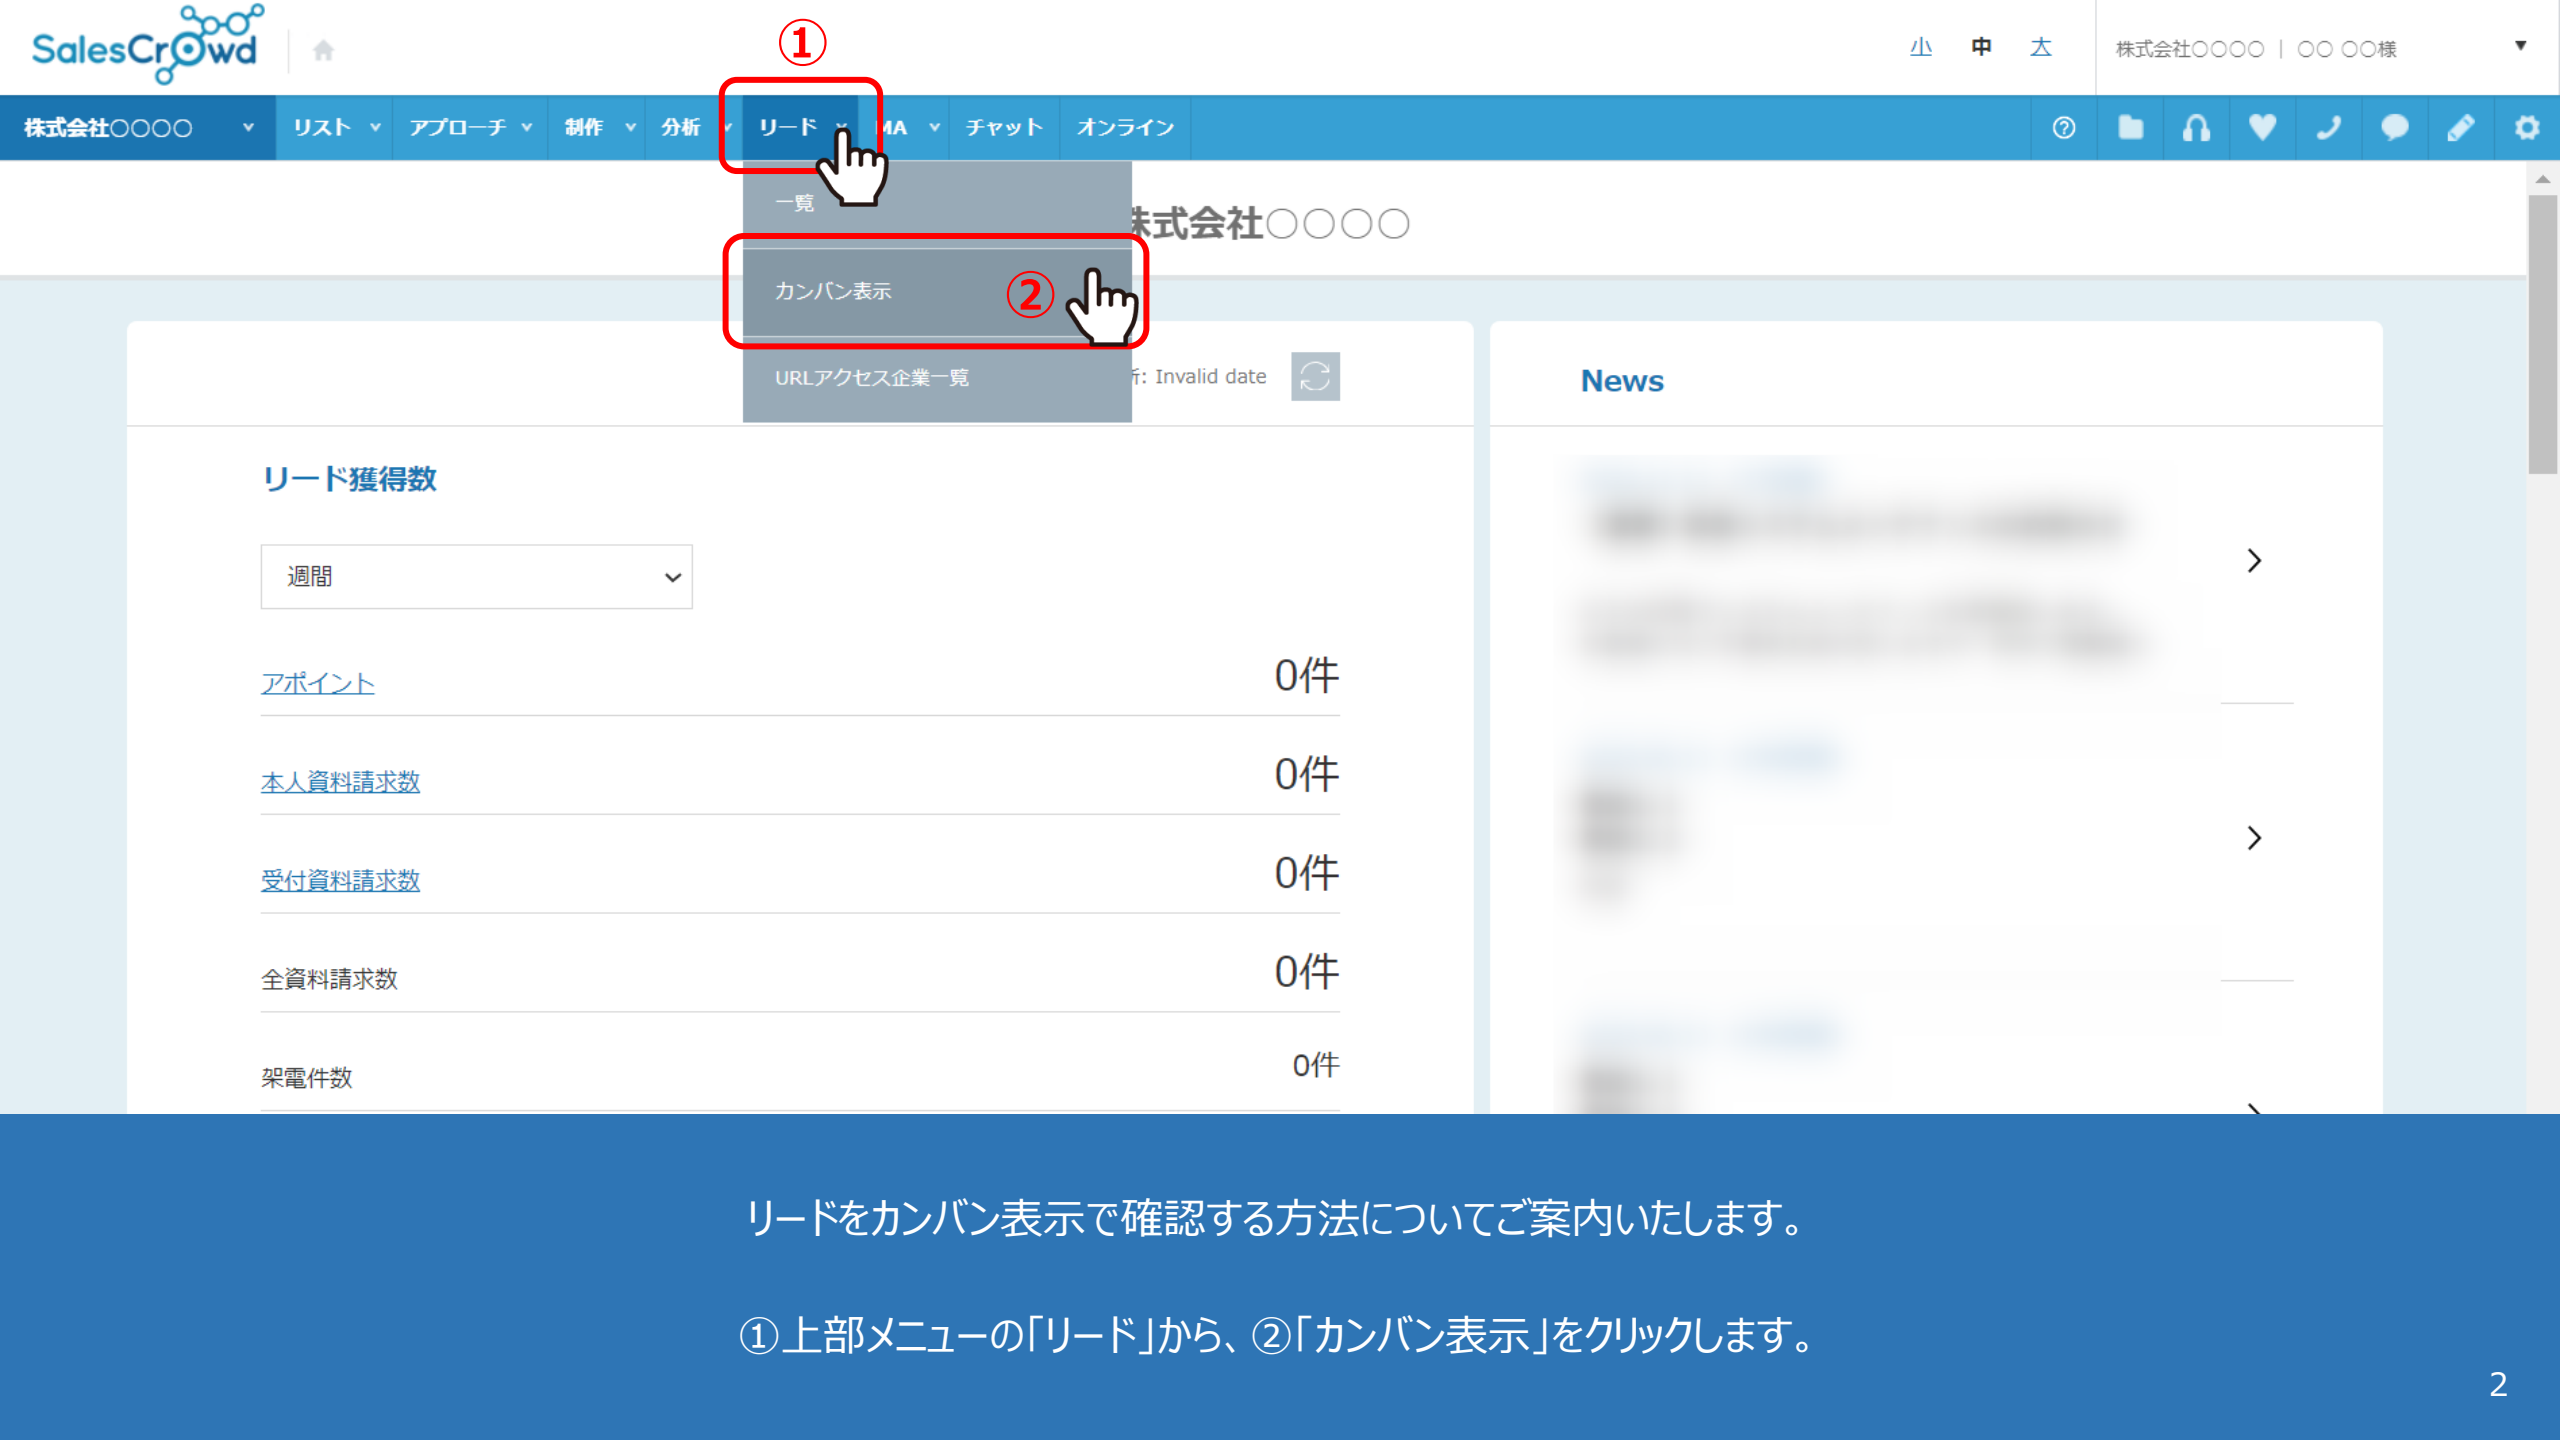 SalesCrowd
①
小 中 大
株式会社○○○○ | ○○ ○○様
株式会社○○○○ リスト アプローチ 制作 分析 リード MA チャット オンライン
一覧
株式会社○○○○
カンバン表示
②
URLアクセス企業一覧
: Invalid date
News
リード獲得数
週間
アポイント 0件
本人資料請求数 0件
受付資料請求数 0件
全資料請求数 0件
架電件数 0件
リードをカンバン表示で確認する方法についてご案内いたします。
①上部メニューの「リード」から、②「カンバン表示」をクリックします。
2